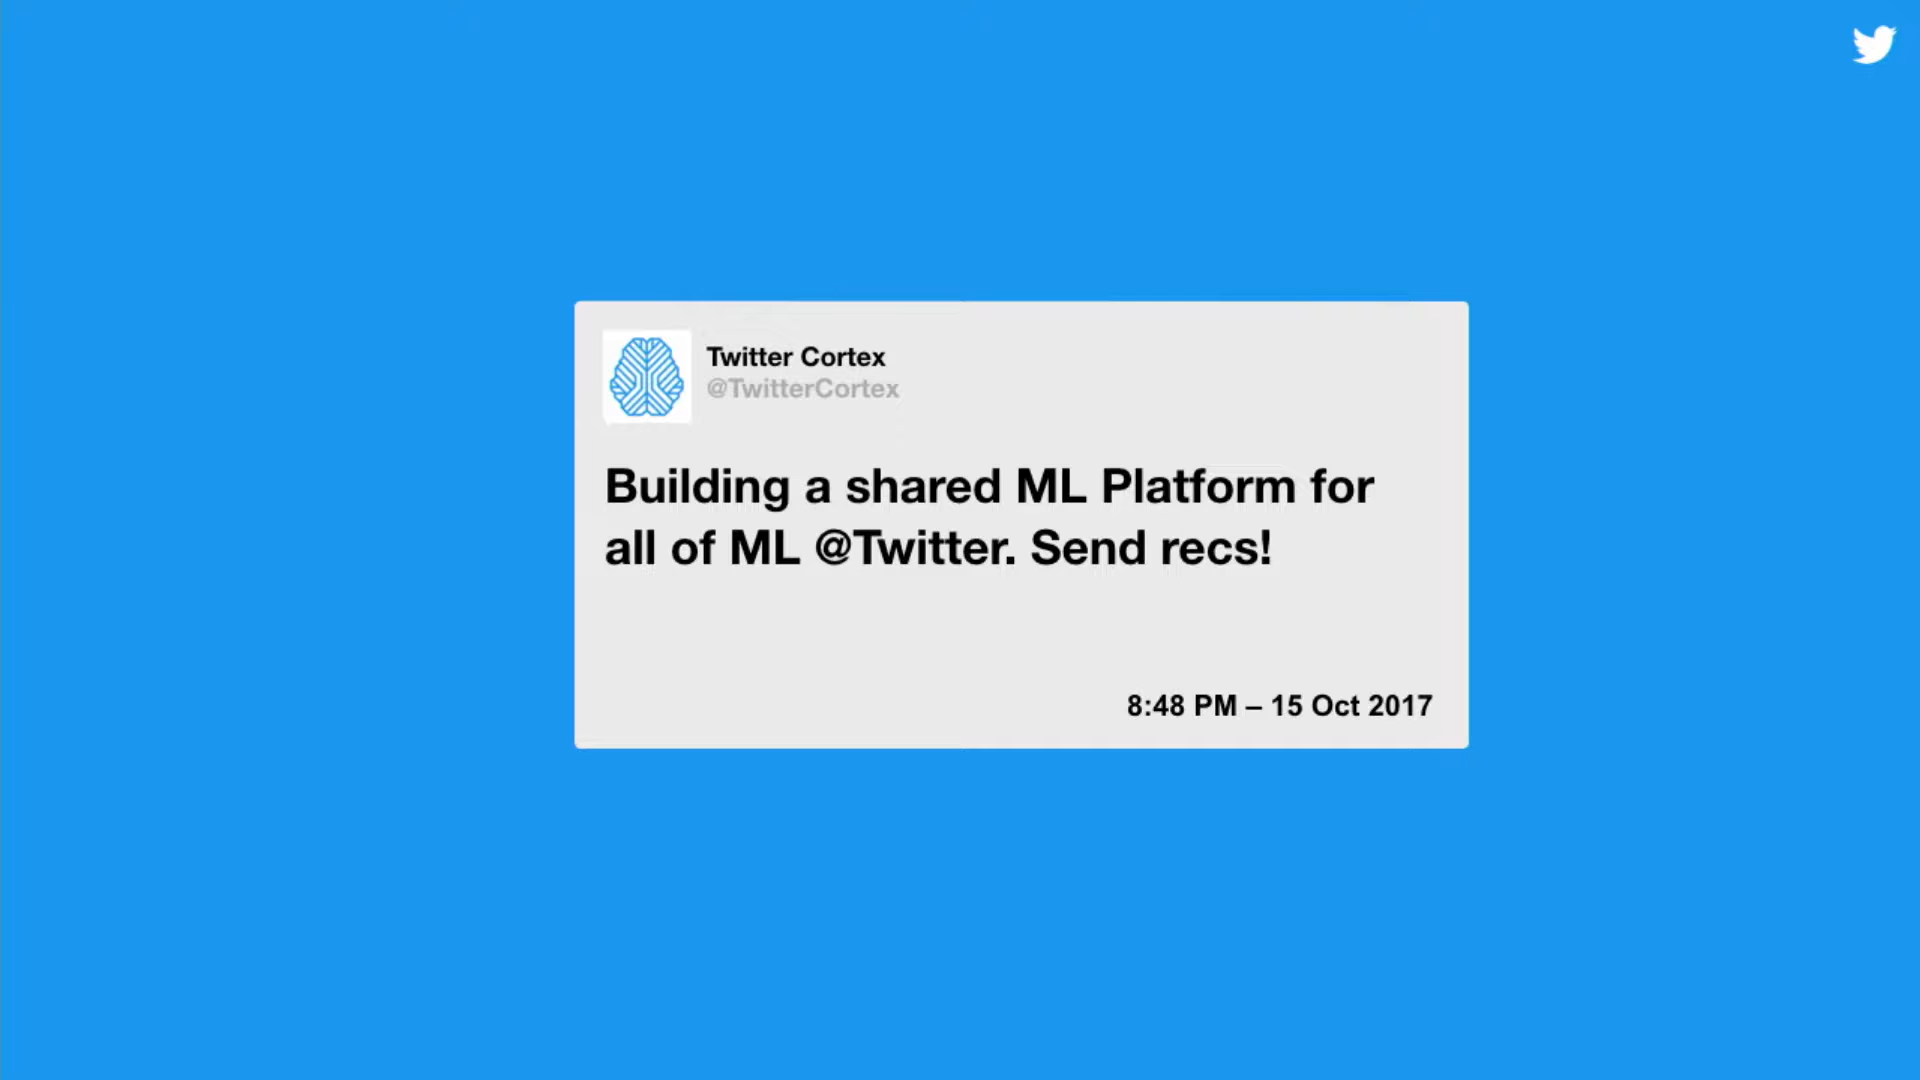 Twitter Cortex
@TwitterCortex
Building a shared ML Platform for
all of ML @Twitter. Send recs!
8:48 PM – 15 Oct 2017